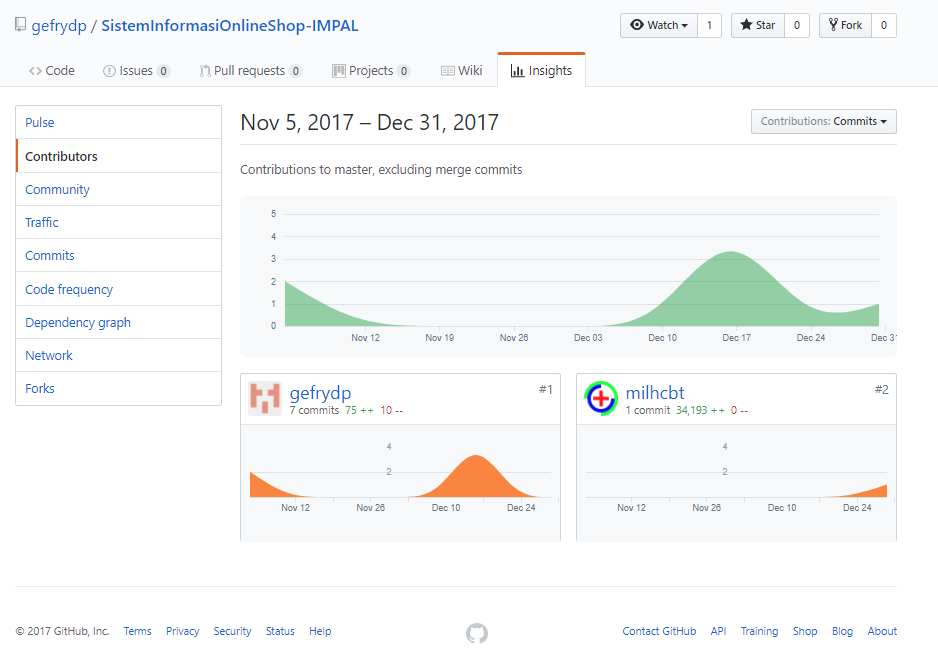 gefrydp / SistemInformasiOnlineShop-IMPAL
Watch 1 Star 0 Fork 0
Code Issues 0 Pull requests 0 Projects 0 Wiki Insights
Pulse
Contributors
Community
Traffic
Commits
Code frequency
Dependency graph
Network
Forks
Nov 5, 2017 – Dec 31, 2017
Contributions: Commits
Contributions to master, excluding merge commits
5
4
3
2
1
0
Nov 12 Nov 19 Nov 26 Dec 03 Dec 10 Dec 17 Dec 24 Dec 31
gefrydp #1
7 commits 75 ++ 10 --
4
2
Nov 12 Nov 26 Dec 10 Dec 24
milhcbt #2
1 commit 34,193 ++ 0 --
4
2
Nov 12 Nov 26 Dec 10 Dec 24
© 2017 GitHub, Inc. Terms Privacy Security Status Help
Contact GitHub API Training Shop Blog About